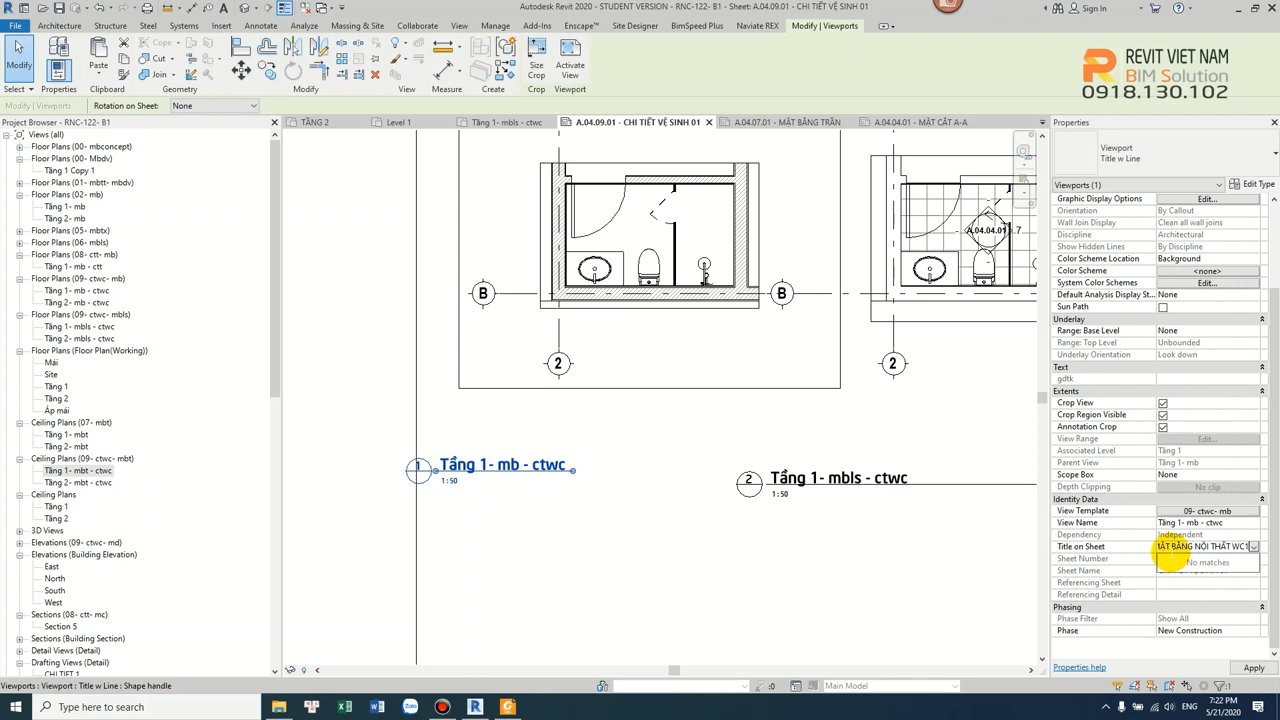 Autodesk Revit 2020 - STUDENT VERSION - RNC-122- B1 - Sheet: A.04.09.01 - CHI TIẾT VỆ SINH 01
Sign In
File Architecture Structure Steel Systems Insert Annotate Analyze Massing & Site Collaborate View Manage Add-Ins Enscape™ Site Designer BimSpeed Plus Naviate REX Modify | Viewports
Modify Paste Cope Cut Join Size Crop Activate View
Select Properties Clipboard Geometry Modify View Measure Create Crop Viewport
REVIT VIET NAM
BIM Solution
0918.130.102
Modify | Viewports Rotation on Sheet: None
Project Browser - RNC-122- B1
TẦNG 2 Level 1 Tầng 1- mbls - ctwc A.04.09.01 - CHI TIẾT VỆ SINH 01 A.04.07.01 - MẶT BẰNG TRẦN A.04.04.01 - MẶT CẮT A-A
Views (all)
Floor Plans (00- mbconcept)
Floor Plans (00- Mbdv)
Tầng 1 Copy 1
Floor Plans (01- mbtt- mbdv)
Floor Plans (02- mb)
Tầng 1- mb
Tầng 2- mb
Floor Plans (05- mbtx)
Floor Plans (06- mbls)
Floor Plans (08- ctt- mb)
Tầng 1- mb - ctt
Floor Plans (09- ctwc- mb)
Tầng 1- mb - ctwc
Tầng 2- mb - ctwc
Floor Plans (09- ctwc- mbls)
Tầng 1- mbls - ctwc
Tầng 2- mbls - ctwc
Floor Plans (Floor Plan(Working))
Mái
Site
Tầng 1
Tầng 2
Áp mái
Ceiling Plans (07- mbt)
Tầng 1- mbt
Tầng 2- mbt
Ceiling Plans (09- ctwc- mbt)
Tầng 1- mbt - ctwc
Tầng 2- mbt - ctwc
Ceiling Plans
Tầng 1
Tầng 2
3D Views
Elevations (09- ctwc- md)
Elevations (Building Elevation)
East
North
South
West
Sections (08- ctt- mc)
Section 5
Sections (Building Section)
Detail Views (Detail)
Drafting Views (Detail)
CHI TIẾT 1
B B
2 2
A.04.04.01 7
1 Tầng 1- mb - ctwc
1 : 50
2 Tầng 1- mbls - ctwc
1 : 50
Properties
Viewport
Title w Line
Viewports (1) Edit Type
Graphic Display Options Edit...
Orientation By Callout
Wall Join Display Clean all wall joins
Discipline Architectural
Show Hidden Lines By Discipline
Color Scheme Location Background
Color Scheme <none>
System Color Schemes Edit...
Default Analysis Display St... None
Sun Path
Underlay
Range: Base Level None
Range: Top Level Unbounded
Underlay Orientation Look down
Text
gdtk
Extents
Crop View
Crop Region Visible
Annotation Crop
View Range Edit...
Associated Level Tầng 1
Parent View Tầng 1- mb
Scope Box None
Depth Clipping No clip
Identity Data
View Template 09- ctwc- mb
View Name Tầng 1- mb - ctwc
Dependency Independent
Title on Sheet MẶT BẰNG NỘI THẤT WC1
Sheet Number No matches
Sheet Name
Referencing Sheet
Referencing Detail
Phasing
Phase Filter Show All
Phase New Construction
Properties help Apply
Viewports : Viewport : Title w Line : Shape handle
:0 Main Model :1
Type here to search
ENG 7:22 PM
5/21/2020